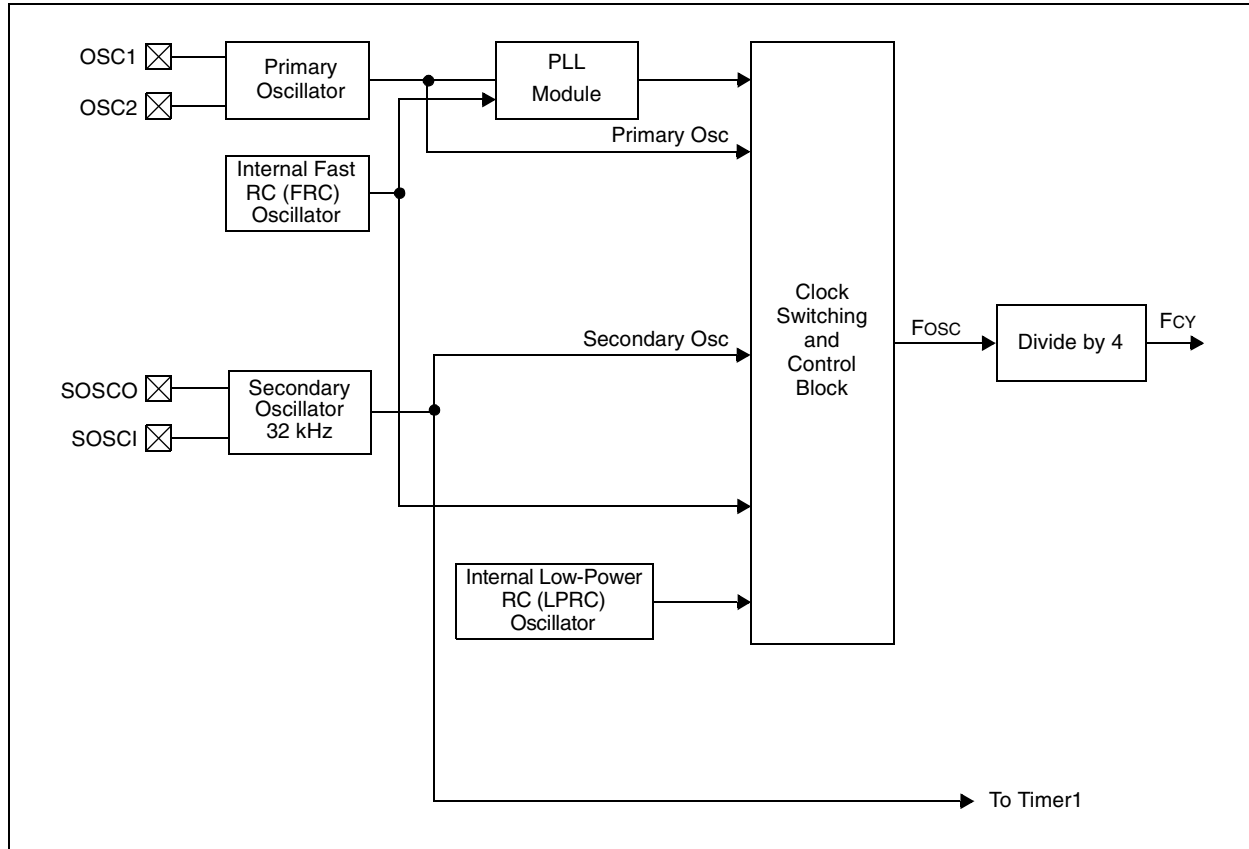 OSC1
OSC2
Primary
Oscillator
PLL
Module
Primary Osc
Internal Fast
RC (FRC)
Oscillator
Clock
Switching
and
Control
Block
FOSC
Divide by 4
FCY
Secondary Osc
SOSCO
SOSCI
Secondary
Oscillator
32 kHz
Internal Low-Power
RC (LPRC)
Oscillator
To Timer1